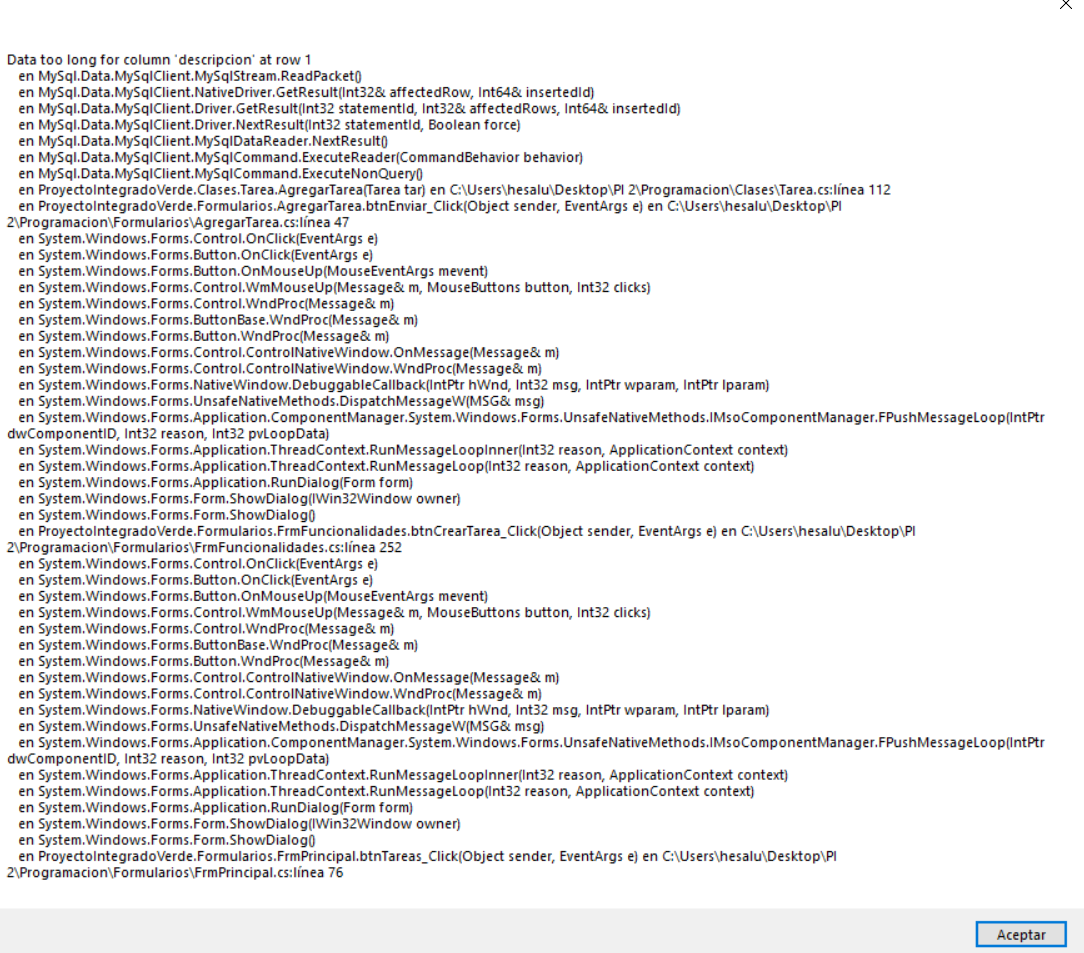 Data too long for column 'descripcion' at row 1
en MySql.Data.MySqlClient.MySqlStream.ReadPacket()
en MySql.Data.MySqlClient.NativeDriver.GetResult(Int32& affectedRow, Int64& insertedId)
en MySql.Data.MySqlClient.Driver.GetResult(Int32 statementId, Int32& affectedRows, Int64& insertedId)
en MySql.Data.MySqlClient.Driver.NextResult(Int32 statementId, Boolean force)
en MySql.Data.MySqlClient.MySqlDataReader.NextResult()
en MySql.Data.MySqlClient.MySqlCommand.ExecuteReader(CommandBehavior behavior)
en MySql.Data.MySqlClient.MySqlCommand.ExecuteNonQuery()
en ProyectoIntegradoVerde.Clases.Tarea.AgregarTarea(Tarea tar) en C:\Users\hesalu\Desktop\PI 2\Programacion\Clases\Tarea.cs:línea 112
en ProyectoIntegradoVerde.Formularios.AgregarTarea.btnEnviar_Click(Object sender, EventArgs e) en C:\Users\hesalu\Desktop\PI
2\Programacion\Formularios\AgregarTarea.cs:línea 47
en System.Windows.Forms.Control.OnClick(EventArgs e)
en System.Windows.Forms.Button.OnClick(EventArgs e)
en System.Windows.Forms.Button.OnMouseUp(MouseEventArgs mevent)
en System.Windows.Forms.Control.WmMouseUp(Message& m, MouseButtons button, Int32 clicks)
en System.Windows.Forms.Control.WndProc(Message& m)
en System.Windows.Forms.ButtonBase.WndProc(Message& m)
en System.Windows.Forms.Button.WndProc(Message& m)
en System.Windows.Forms.Control.ControlNativeWindow.OnMessage(Message& m)
en System.Windows.Forms.Control.ControlNativeWindow.WndProc(Message& m)
en System.Windows.Forms.NativeWindow.DebuggableCallback(IntPtr hWnd, Int32 msg, IntPtr wparam, IntPtr lparam)
en System.Windows.Forms.UnsafeNativeMethods.DispatchMessageW(MSG& msg)
en System.Windows.Forms.Application.ComponentManager.System.Windows.Forms.UnsafeNativeMethods.IMsoComponentManager.FPushMessageLoop(IntPtr
dwComponentID, Int32 reason, Int32 pvLoopData)
en System.Windows.Forms.Application.ThreadContext.RunMessageLoopInner(Int32 reason, ApplicationContext context)
en System.Windows.Forms.Application.ThreadContext.RunMessageLoop(Int32 reason, ApplicationContext context)
en System.Windows.Forms.Application.RunDialog(Form form)
en System.Windows.Forms.Form.ShowDialog(IWin32Window owner)
en System.Windows.Forms.Form.ShowDialog()
en ProyectoIntegradoVerde.Formularios.FrmFuncionalidades.btnCrearTarea_Click(Object sender, EventArgs e) en C:\Users\hesalu\Desktop\PI
2\Programacion\Formularios\FrmFuncionalidades.cs:línea 252
en System.Windows.Forms.Control.OnClick(EventArgs e)
en System.Windows.Forms.Button.OnClick(EventArgs e)
en System.Windows.Forms.Button.OnMouseUp(MouseEventArgs mevent)
en System.Windows.Forms.Control.WmMouseUp(Message& m, MouseButtons button, Int32 clicks)
en System.Windows.Forms.Control.WndProc(Message& m)
en System.Windows.Forms.ButtonBase.WndProc(Message& m)
en System.Windows.Forms.Button.WndProc(Message& m)
en System.Windows.Forms.Control.ControlNativeWindow.OnMessage(Message& m)
en System.Windows.Forms.Control.ControlNativeWindow.WndProc(Message& m)
en System.Windows.Forms.NativeWindow.DebuggableCallback(IntPtr hWnd, Int32 msg, IntPtr wparam, IntPtr lparam)
en System.Windows.Forms.UnsafeNativeMethods.DispatchMessageW(MSG& msg)
en System.Windows.Forms.Application.ComponentManager.System.Windows.Forms.UnsafeNativeMethods.IMsoComponentManager.FPushMessageLoop(IntPtr
dwComponentID, Int32 reason, Int32 pvLoopData)
en System.Windows.Forms.Application.ThreadContext.RunMessageLoopInner(Int32 reason, ApplicationContext context)
en System.Windows.Forms.Application.ThreadContext.RunMessageLoop(Int32 reason, ApplicationContext context)
en System.Windows.Forms.Application.RunDialog(Form form)
en System.Windows.Forms.Form.ShowDialog(IWin32Window owner)
en System.Windows.Forms.Form.ShowDialog()
en ProyectoIntegradoVerde.Formularios.FrmPrincipal.btnTareas_Click(Object sender, EventArgs e) en C:\Users\hesalu\Desktop\PI
2\Programacion\Formularios\FrmPrincipal.cs:línea 76
Aceptar